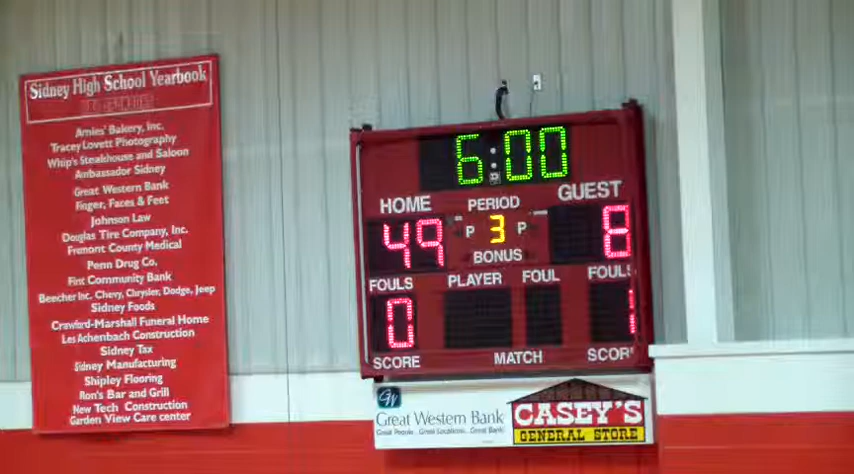 Sidney High School Yearbook
Arnies' Bakery, Inc.
Tracey Lovett Photography
Whip's Steakhouse and Saloon
Ambassador Sidney
Great Western Bank
Finger, Faces & Feet
Johnson Law
Douglas Tire Company, Inc.
Fremont County Medical
Penn Drug Co.
First Community Bank
Beecher Inc. Chevy, Chrysler, Dodge, Jeep
Sidney Foods
Crawford-Marshall Funeral Home
Les Achenbach Construction
Sidney Tax
Sidney Manufacturing
Shipley Flooring
Ron's Bar and Grill
New Tech Construction
Garden View Care center
6:00
HOME PERIOD GUEST
49 P 3 P 8
BONUS
FOULS PLAYER FOUL FOULS
0 1
SCORE MATCH SCOR
GW
Great Western Bank
Great People. Great Locations. Great Bank.
CASEY'S
GENERAL STORE